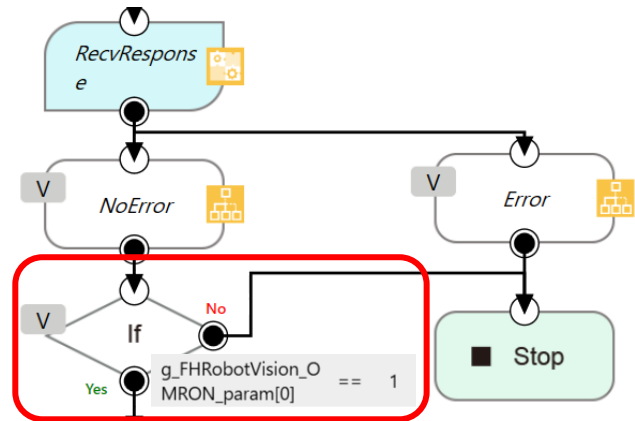 RecvRespons
e
V
NoError
V
Error
V
If
No
Yes
g_FHRobotVision_O
MRON_param[0]
== 1
Stop